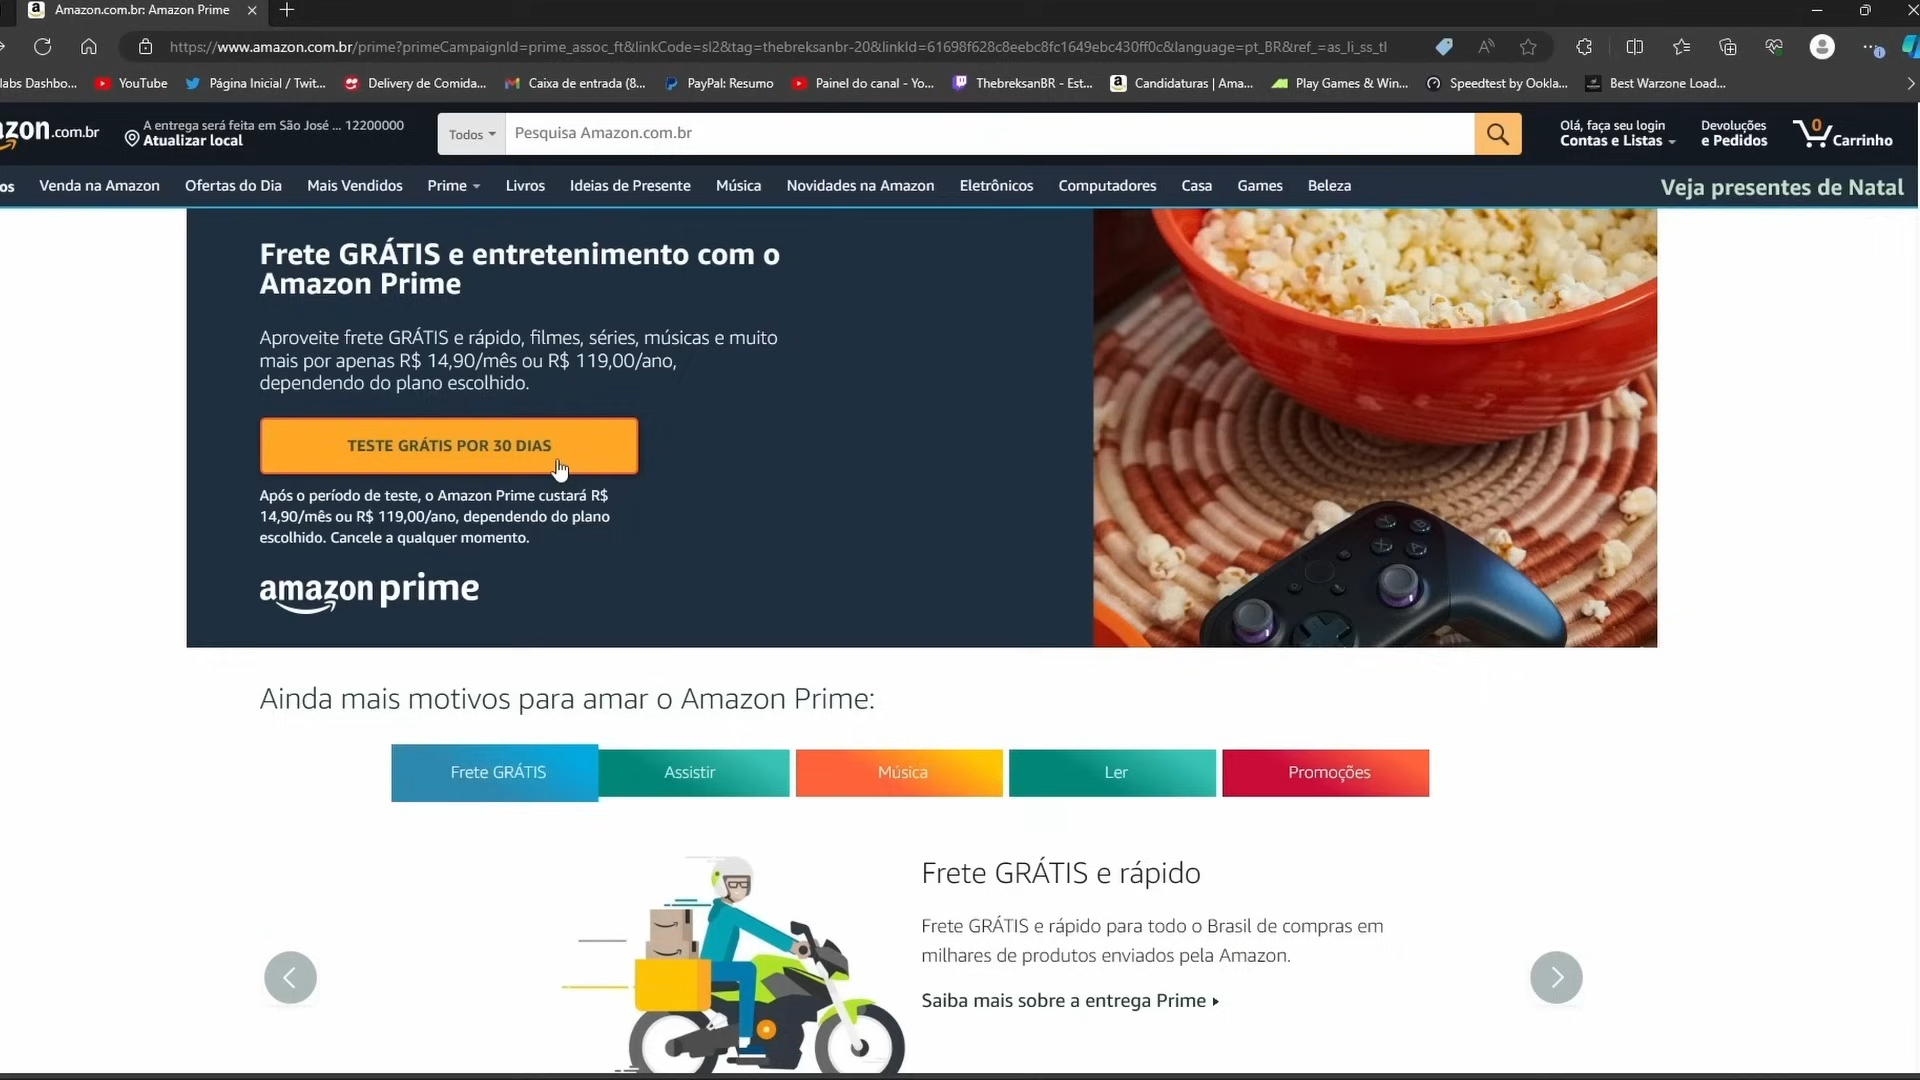 Amazon.com.br: Amazon Prime
https://www.amazon.com.br/prime?primeCampaignId=prime_assoc_ft&linkCode=sl2&tag=thebreksanbr-20&linkId=61698f628c8eebc8fc1649ebc430ff0c&language=pt_BR&ref_=as_li_ss_tl
labs Dashbo... YouTube Página Inicial / Twit... Delivery de Comida... Caixa de entrada (8... PayPal: Resumo Painel do canal - Yo... ThebreksanBR - Est... Candidaturas | Ama... Play Games & Win... Speedtest by Ookla... Best Warzone Load...
zon.com.br
A entrega será feita em São José ... 12200000
Atualizar local
Todos
Pesquisa Amazon.com.br
Olá, faça seu login
Contas e Listas
Devoluções
e Pedidos
0
Carrinho
os Venda na Amazon Ofertas do Dia Mais Vendidos Prime Livros Ideias de Presente Música Novidades na Amazon Eletrônicos Computadores Casa Games Beleza Veja presentes de Natal
Frete GRÁTIS e entretenimento com o
Amazon Prime
Aproveite frete GRÁTIS e rápido, filmes, séries, músicas e muito
mais por apenas R$ 14,90/mês ou R$ 119,00/ano,
dependendo do plano escolhido.
TESTE GRÁTIS POR 30 DIAS
Após o período de teste, o Amazon Prime custará R$
14,90/mês ou R$ 119,00/ano, dependendo do plano
escolhido. Cancele a qualquer momento.
amazon prime
Ainda mais motivos para amar o Amazon Prime:
Frete GRÁTIS Assistir Música Ler Promoções
Frete GRÁTIS e rápido
Frete GRÁTIS e rápido para todo o Brasil de compras em
milhares de produtos enviados pela Amazon.
Saiba mais sobre a entrega Prime